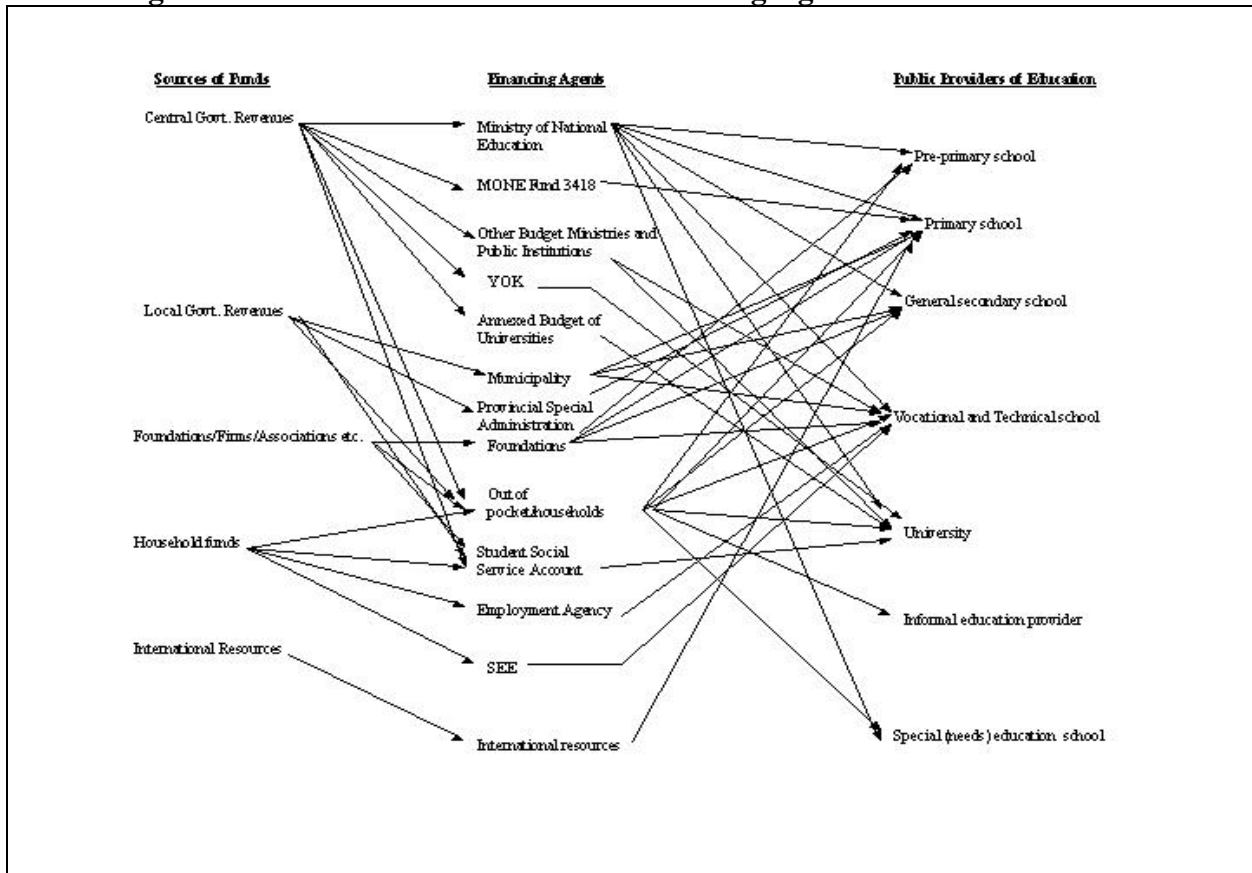 Sources of Funds
Financing Agents
Public Providers of Education
Central Govt. Revenues
Ministry of National
Education
Pre-primary school
MONE Fund 3418
Primary school
Other Budget Ministries and
Public Institutions
YOK
General secondary school
Local Govt. Revenues
Annexed Budget of
Universities
Municipality
Provincial Special
Administration
Vocational and Technical school
Foundations/Firms/Associations etc.
Foundations
Out of
pocket/households
University
Household funds
Student Social
Service Account
Employment Agency
Informal education provider
International Resources
SEE
International resources
Special (needs) education school